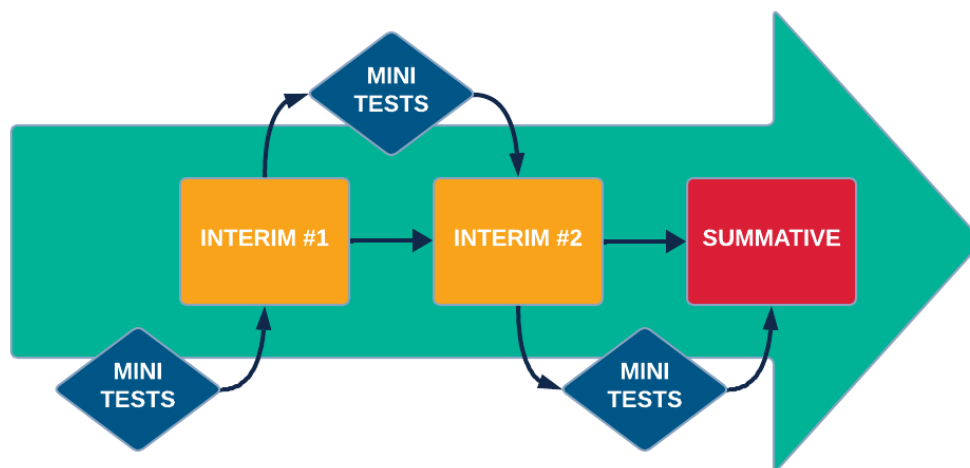 MINI
TESTS
INTERIM #1
INTERIM #2
SUMMATIVE
MINI
TESTS
MINI
TESTS